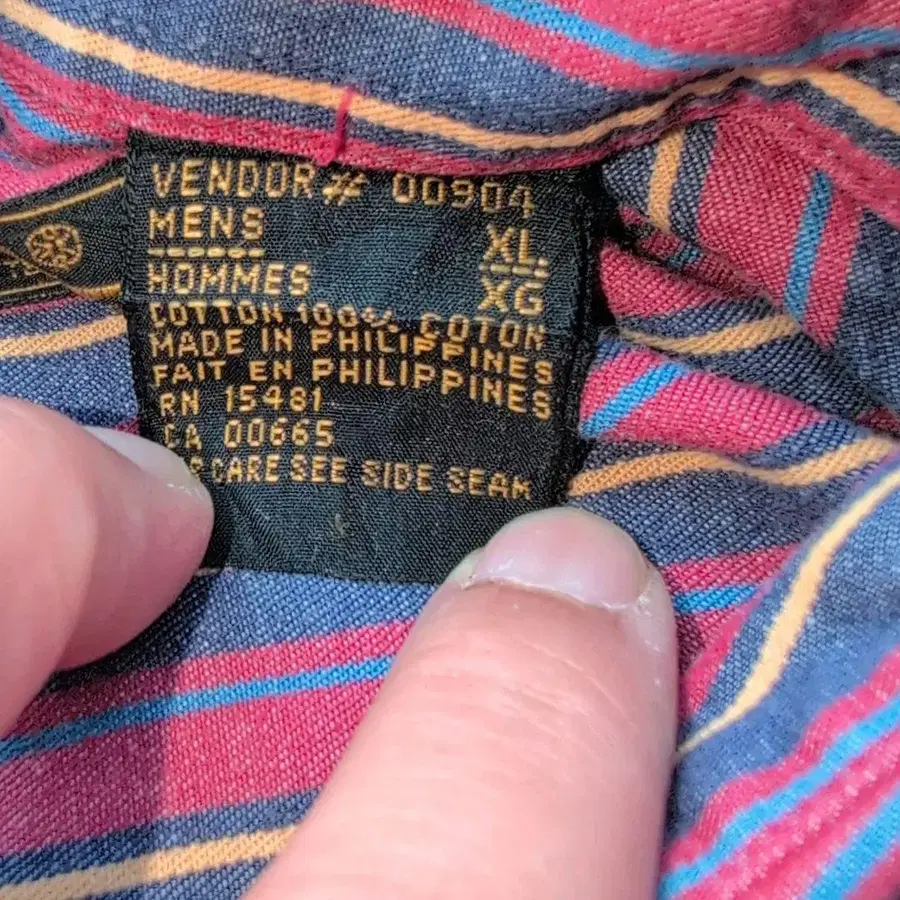 VENDOR # 00904
MENS XL
HOMMES XG
COTTON 100% COTON
MADE IN PHILIPPINES
FAIT EN PHILIPPINES
RN 15481
CA 00665
CARE SEE SIDE SEAM